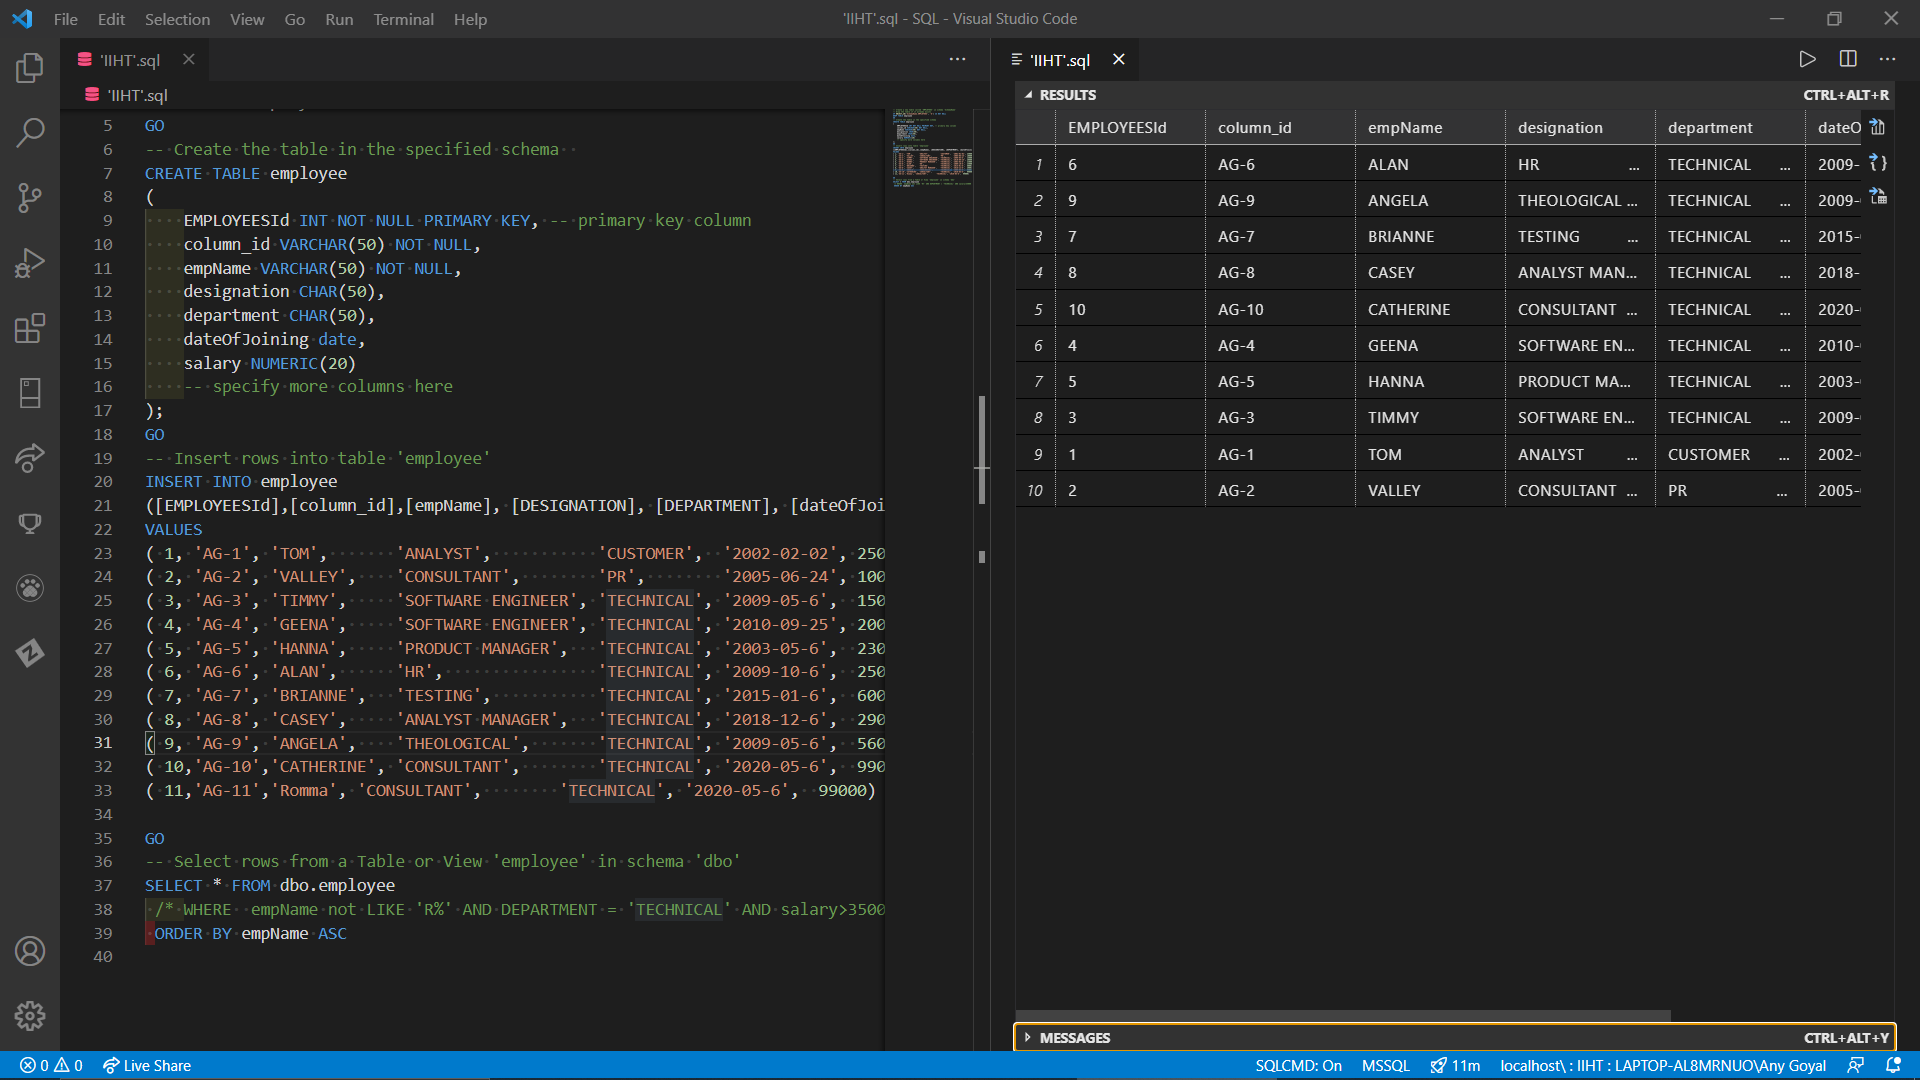 File Edit Selection View Go Run Terminal Help
'IIHT'.sql - SQL - Visual Studio Code
'IIHT'.sql
'IIHT'.sql
5 GO
6 -- Create the table in the specified schema
7 CREATE TABLE employee
8 (
9 EMPLOYEESId INT NOT NULL PRIMARY KEY, -- primary key column
10 column_id VARCHAR(50) NOT NULL,
11 empName VARCHAR(50) NOT NULL,
12 designation CHAR(50),
13 department CHAR(50),
14 dateOfJoining date,
15 salary NUMERIC(20)
16 -- specify more columns here
17 );
18 GO
19 -- Insert rows into table 'employee'
20 INSERT INTO employee
21 ([EMPLOYEESId],[column_id],[empName], [DESIGNATION], [DEPARTMENT], [dateOfJoi
22 VALUES
23 ( 1, 'AG-1', 'TOM', 'ANALYST', 'CUSTOMER', '2002-02-02', 250
24 ( 2, 'AG-2', 'VALLEY', 'CONSULTANT', 'PR', '2005-06-24', 100
25 ( 3, 'AG-3', 'TIMMY', 'SOFTWARE ENGINEER', 'TECHNICAL', '2009-05-6', 150
26 ( 4, 'AG-4', 'GEENA', 'SOFTWARE ENGINEER', 'TECHNICAL', '2010-09-25', 200
27 ( 5, 'AG-5', 'HANNA', 'PRODUCT MANAGER', 'TECHNICAL', '2003-05-6', 230
28 ( 6, 'AG-6', 'ALAN', 'HR', 'TECHNICAL', '2009-10-6', 250
29 ( 7, 'AG-7', 'BRIANNE', 'TESTING', 'TECHNICAL', '2015-01-6', 600
30 ( 8, 'AG-8', 'CASEY', 'ANALYST MANAGER', 'TECHNICAL', '2018-12-6', 290
31 ( 9, 'AG-9', 'ANGELA', 'THEOLOGICAL', 'TECHNICAL', '2009-05-6', 560
32 ( 10,'AG-10','CATHERINE', 'CONSULTANT', 'TECHNICAL', '2020-05-6', 990
33 ( 11,'AG-11','Romma', 'CONSULTANT', 'TECHNICAL', '2020-05-6', 99000)
34
35 GO
36 -- Select rows from a Table or View 'employee' in schema 'dbo'
37 SELECT * FROM dbo.employee
38 /* WHERE empName not LIKE 'R%' AND DEPARTMENT = 'TECHNICAL' AND salary>3500
39 ORDER BY empName ASC
40
'IIHT'.sql
RESULTS CTRL+ALT+R
EMPLOYEESId column_id empName designation department dateO
1 6 AG-6 ALAN HR ... TECHNICAL ... 2009-
2 9 AG-9 ANGELA THEOLOGICAL ... TECHNICAL ... 2009-
3 7 AG-7 BRIANNE TESTING ... TECHNICAL ... 2015-
4 8 AG-8 CASEY ANALYST MAN... TECHNICAL ... 2018-
5 10 AG-10 CATHERINE CONSULTANT ... TECHNICAL ... 2020-
6 4 AG-4 GEENA SOFTWARE EN... TECHNICAL ... 2010-
7 5 AG-5 HANNA PRODUCT MA... TECHNICAL ... 2003-
8 3 AG-3 TIMMY SOFTWARE EN... TECHNICAL ... 2009-
9 1 AG-1 TOM ANALYST ... CUSTOMER ... 2002-
10 2 AG-2 VALLEY CONSULTANT ... PR ... 2005-
MESSAGES CTRL+ALT+Y
0 0 Live Share
SQLCMD: On MSSQL 11m localhost\ : IIHT : LAPTOP-AL8MRNUO\Any Goyal